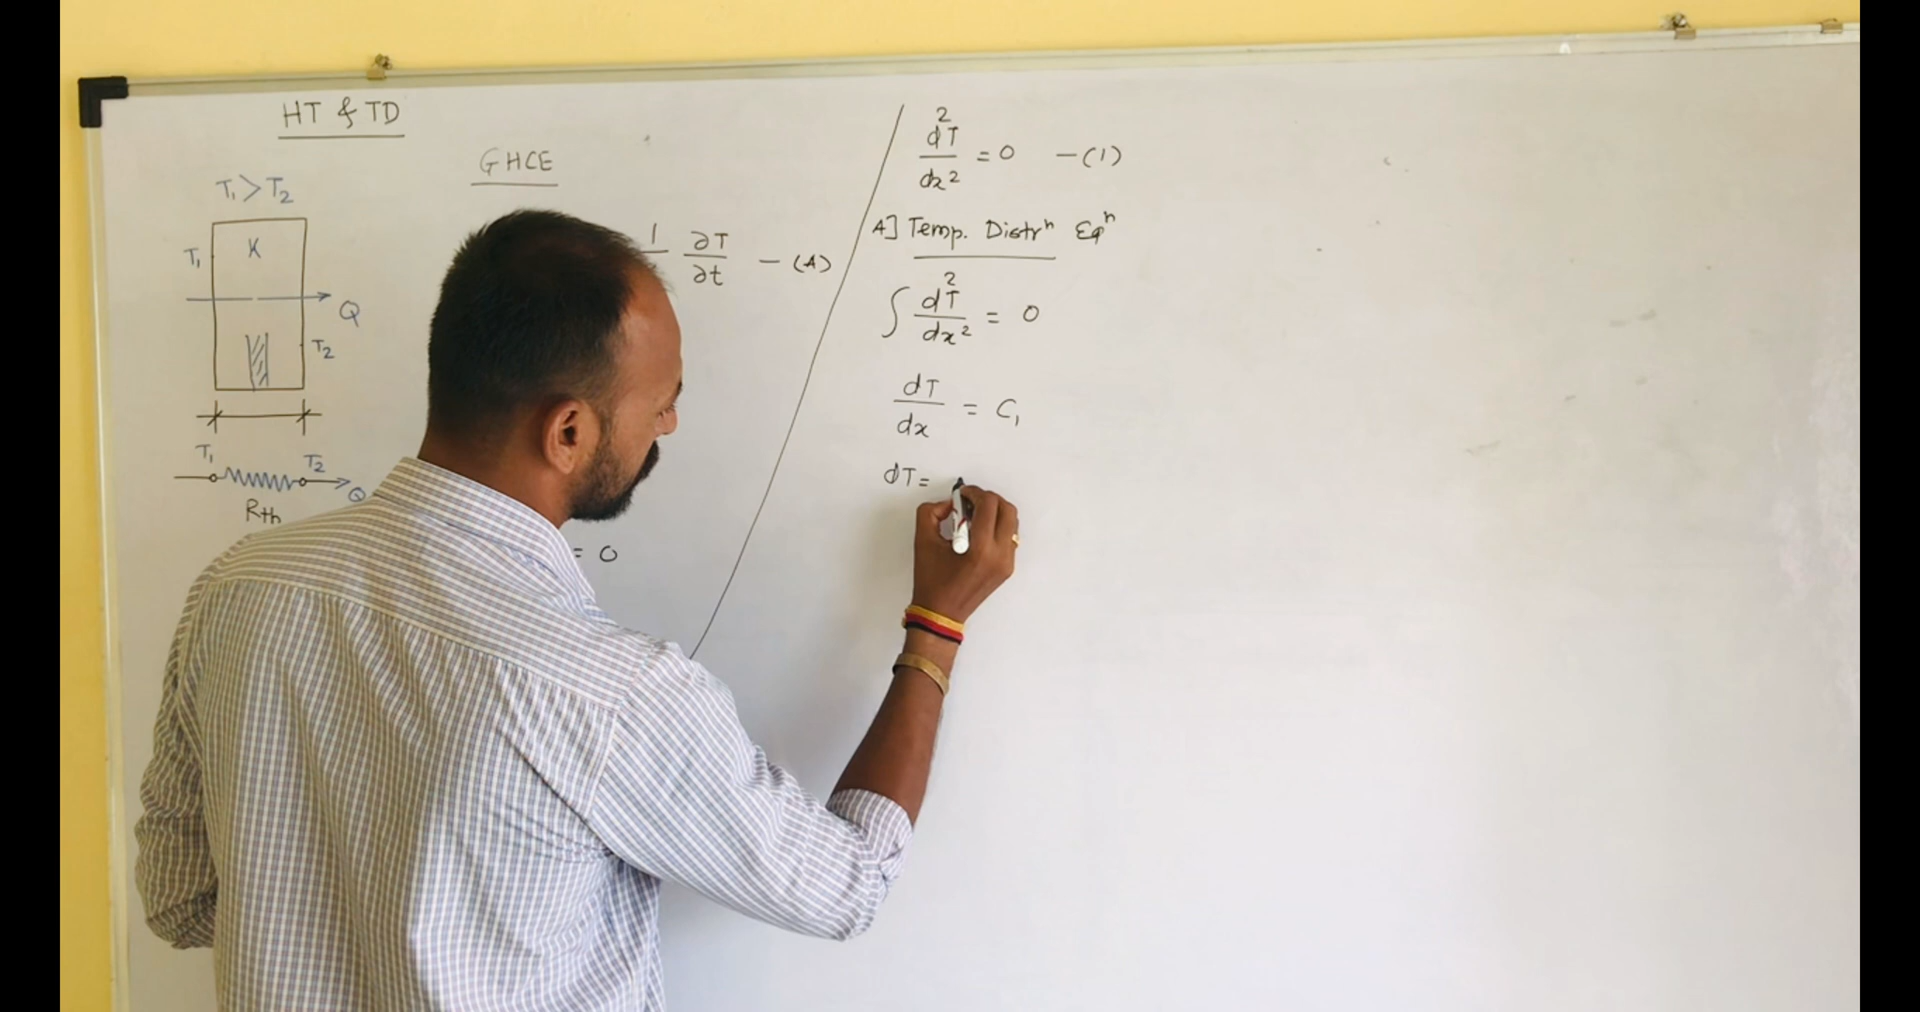 HT & TD
GHCE
T₁ > T₂
T₁
K
Q
T₂
T₁
T₂
Q
Rth
1 ∂T
∂t
— (A)
= 0
d²T
dx²
= 0 — (1)
A] Temp. Distrⁿ Eqⁿ
∫ d²T
dx²
= 0
dT
dx
= C₁
dT =